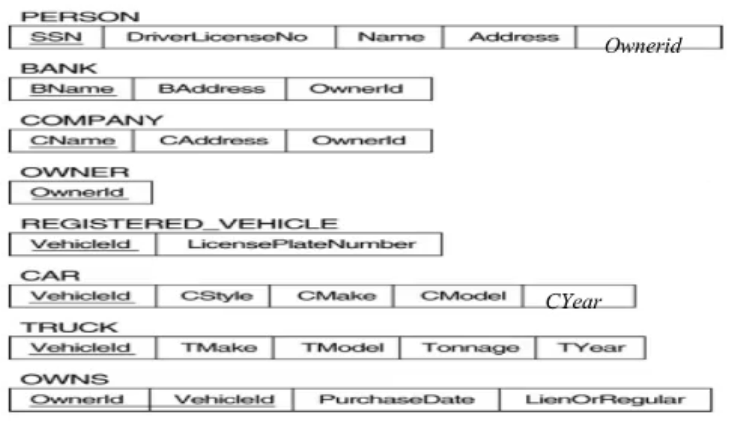 PERSON
SSN DriverLicenseNo Name Address Ownerid
BANK
BName BAddress OwnerId
COMPANY
CName CAddress OwnerId
OWNER
OwnerId
REGISTERED_VEHICLE
VehicleId LicensePlateNumber
CAR
VehicleId CStyle CMake CModel CYear
TRUCK
VehicleId TMake TModel Tonnage TYear
OWNS
OwnerId VehicleId PurchaseDate LienOrRegular